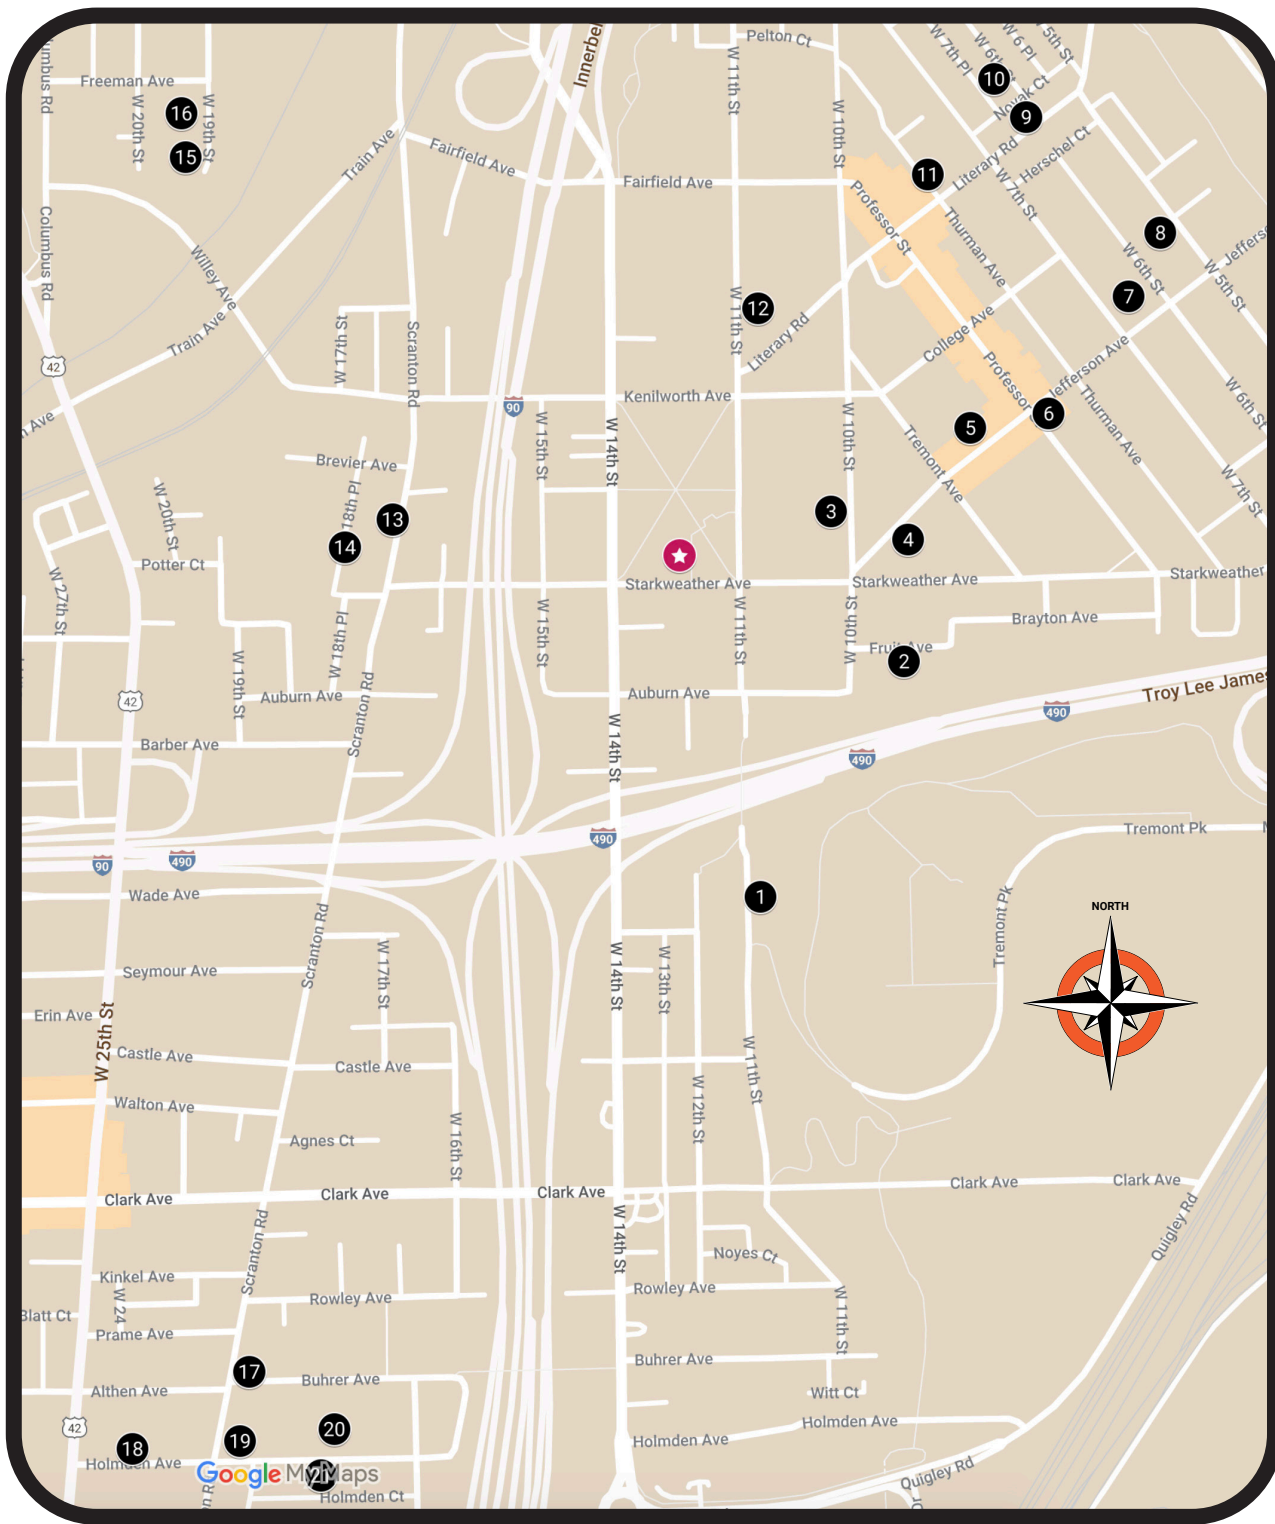 Innerbel
Pelton Ct
W 7th Pl
W 6th St
W 6 Pl
W 5th St
umbus Rd
Freeman Ave
W 20th St
W 19th St
16
15
10
Novak Ct
9
W 11th St
W 10th St
Train Ave
Fairfield Ave
Fairfield Ave
11
Literary Rd
Herschel Ct
W 7th St
Professor St
Thurman Ave
8
Columbus Rd
Willey Ave
W 6th St
Jefferso
W 5th St
7
12
W 11th St
Literary Rd
W 17th St
Scranton Rd
Train Ave
College Ave
42
Professor
Jefferson Ave
Thurman Ave
W 6th St
Kenilworth Ave
90
n Ave
6
5
W 15th St
W 14th St
W 10th St
Tremont Ave
Brevier Ave
W 7th St
W 20th St
18th Pl
13
14
3
4
Potter Ct
Starkweather Ave
Starkweather Ave
Starkweather
W 27th St
W 18th Pl
W 15th St
W 11th St
W 10th St
Brayton Ave
Fruit Ave
2
W 19th St
Auburn Ave
Scranton Rd
Auburn Ave
Troy Lee James
490
42
Barber Ave
W 14th St
490
490
Tremont Pk
90
490
Wade Ave
1
Tremont Pk
NORTH
Scranton Rd
W 17th St
W 14th St
W 13th St
Seymour Ave
Erin Ave
W 25th St
Castle Ave
Castle Ave
W 11th St
Walton Ave
W 16th St
W 12th St
Agnes Ct
Clark Ave
Clark Ave
Clark Ave
Clark Ave
Clark Ave
Scranton Rd
W 14th St
Quigley Rd
Noyes Ct
Kinkel Ave
W 24
Rowley Ave
Rowley Ave
W 11th St
Blatt Ct
Prame Ave
Buhrer Ave
17
Buhrer Ave
Althen Ave
Witt Ct
42
20
Holmden Ave
18
19
Holmden Ave
Holmden Ave
Google My Maps
21
Quigley Rd
on R
Holmden Ct